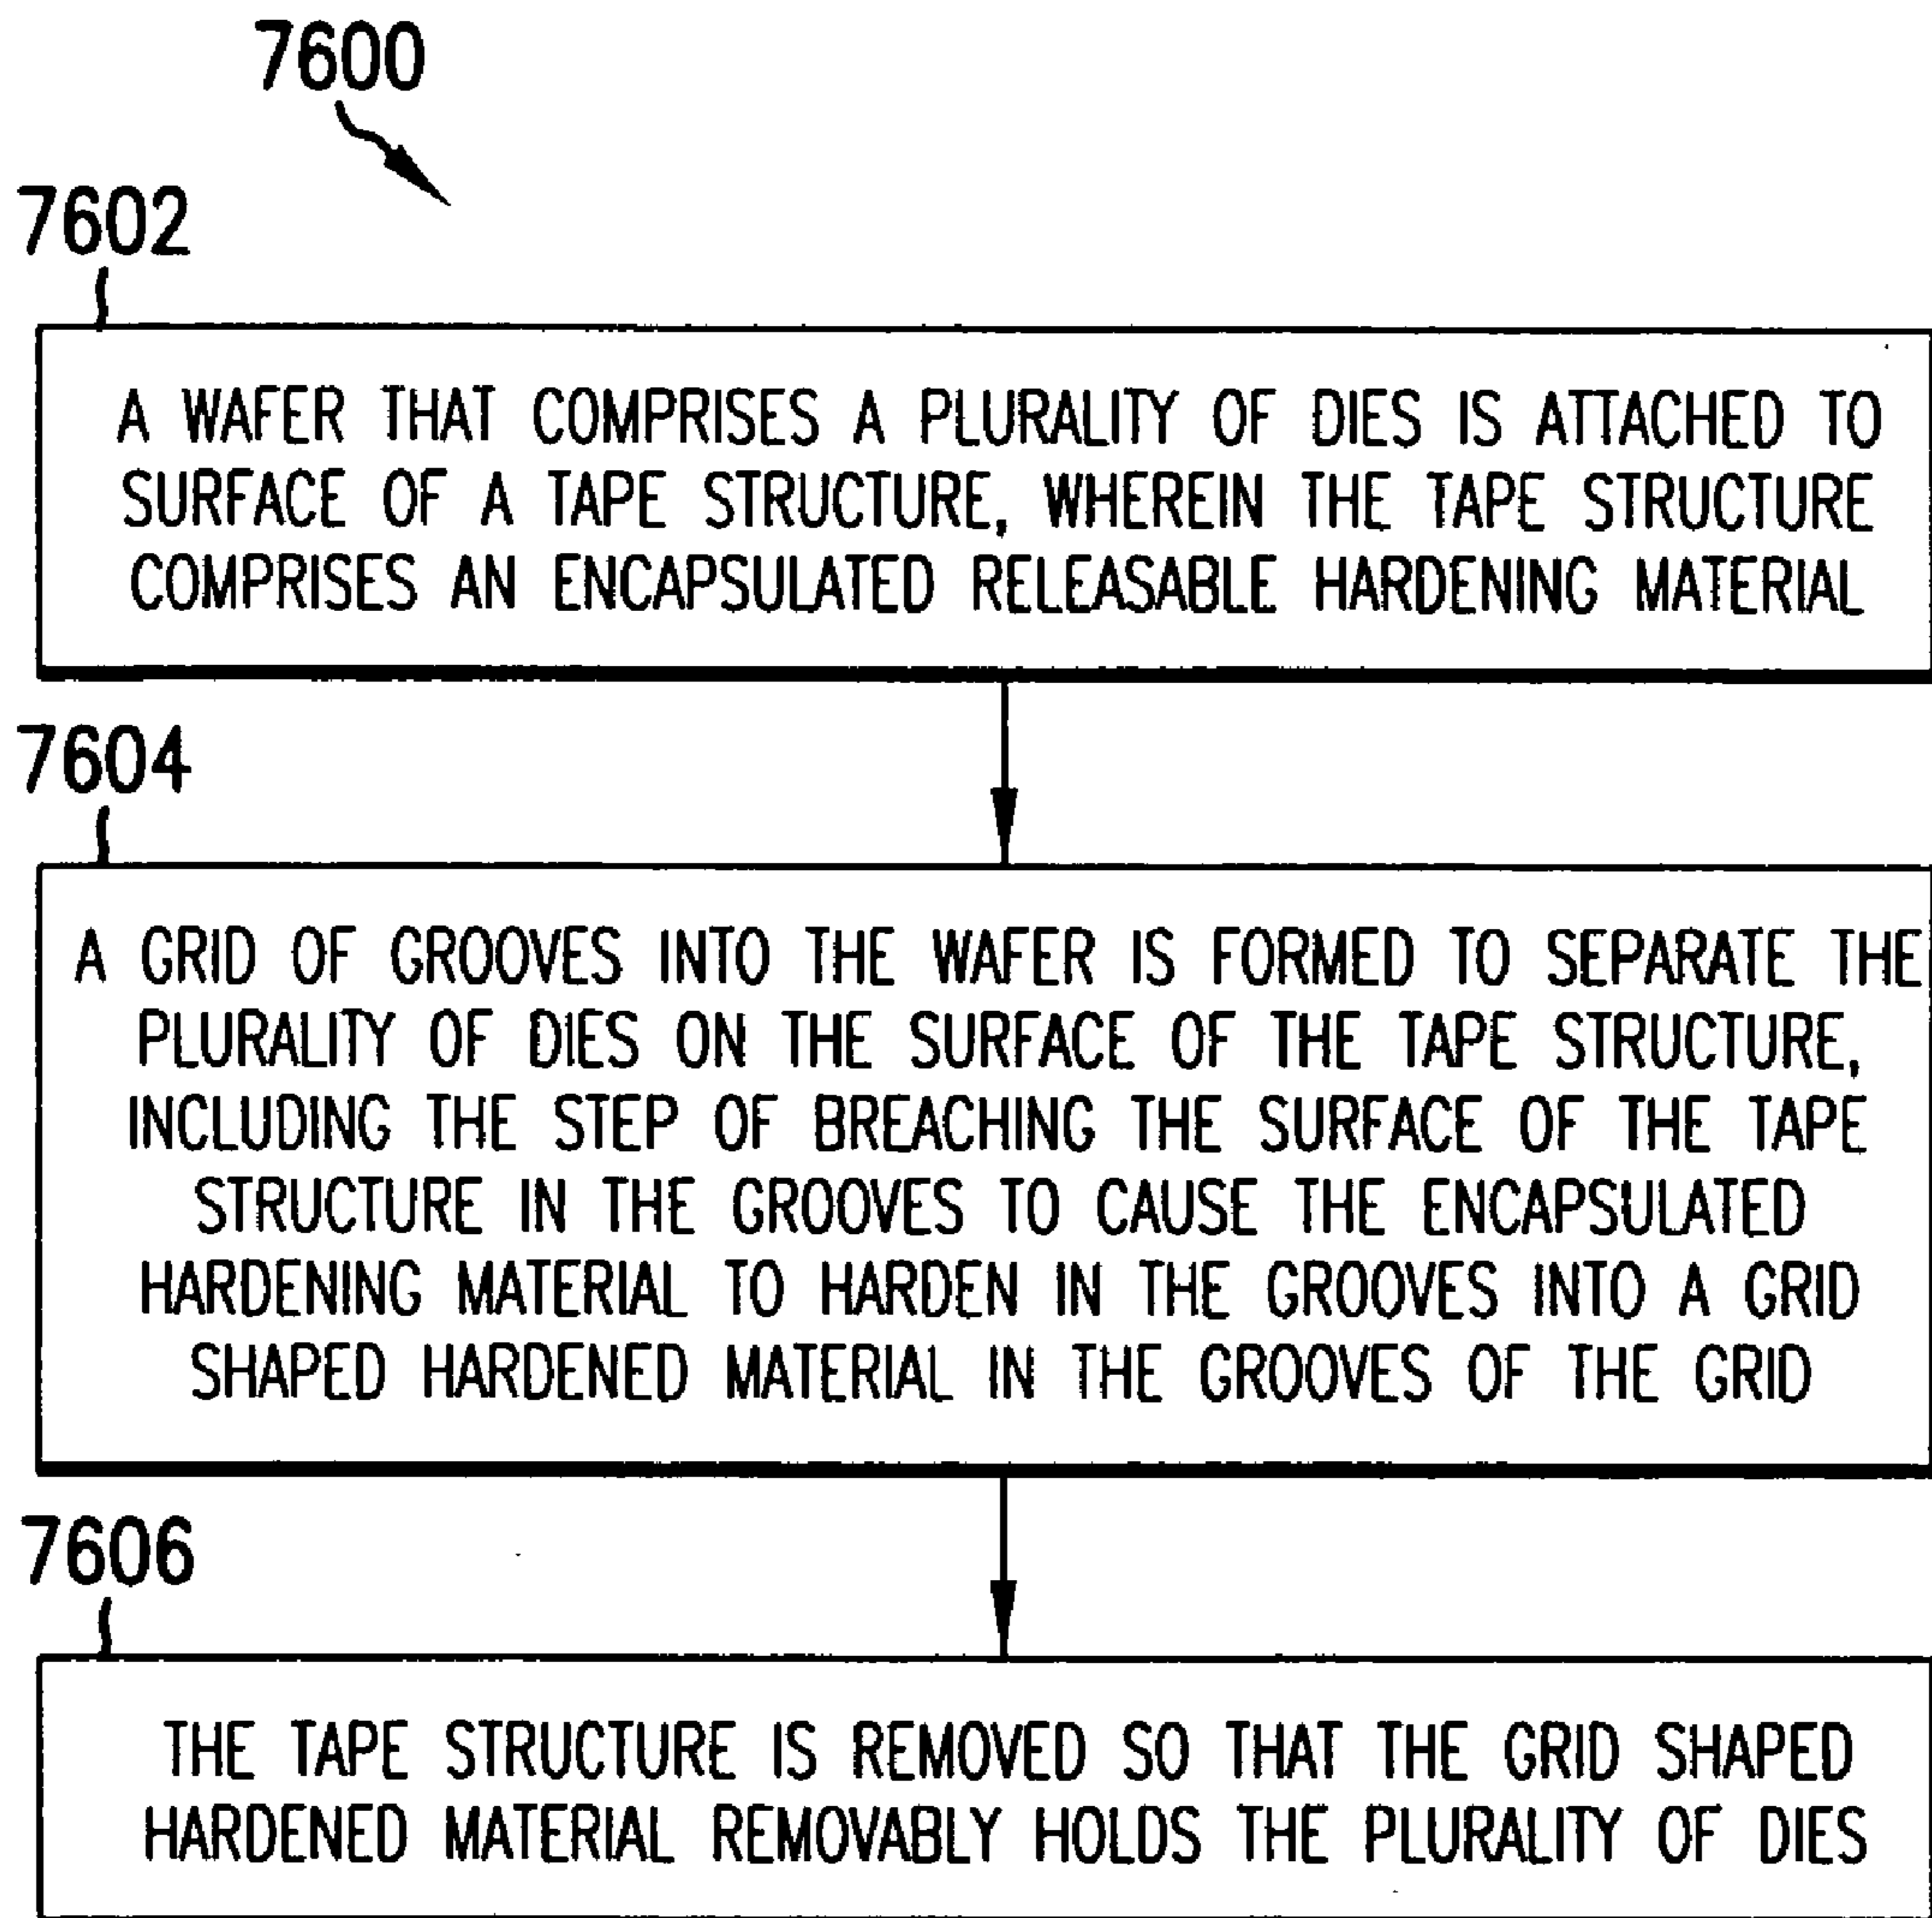 7600
7602
A WAFER THAT COMPRISES A PLURALITY OF DIES IS ATTACHED TO
SURFACE OF A TAPE STRUCTURE, WHEREIN THE TAPE STRUCTURE
COMPRISES AN ENCAPSULATED RELEASABLE HARDENING MATERIAL
7604
A GRID OF GROOVES INTO THE WAFER IS FORMED TO SEPARATE THE
PLURALITY OF DIES ON THE SURFACE OF THE TAPE STRUCTURE,
INCLUDING THE STEP OF BREACHING THE SURFACE OF THE TAPE
STRUCTURE IN THE GROOVES TO CAUSE THE ENCAPSULATED
HARDENING MATERIAL TO HARDEN IN THE GROOVES INTO A GRID
SHAPED HARDENED MATERIAL IN THE GROOVES OF THE GRID
7606
THE TAPE STRUCTURE IS REMOVED SO THAT THE GRID SHAPED
HARDENED MATERIAL REMOVABLY HOLDS THE PLURALITY OF DIES